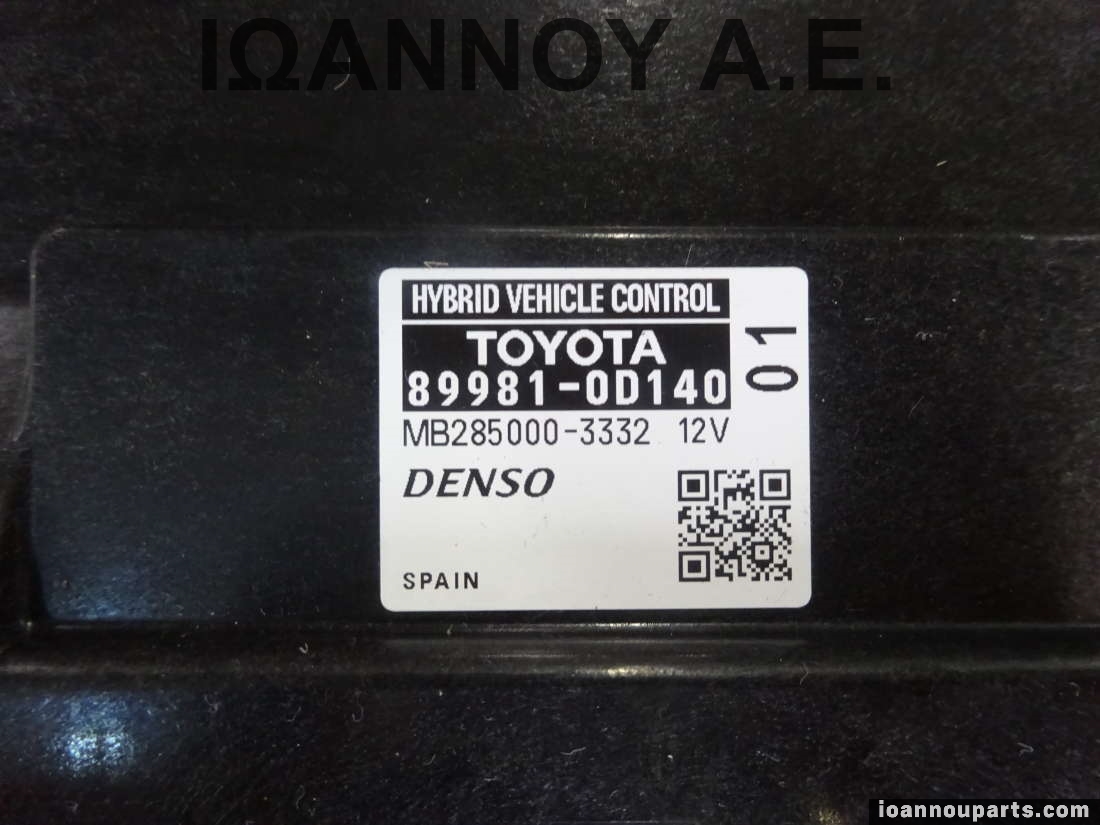 ΙΩΑΝΝΟΥ Α.Ε.
HYBRID VEHICLE CONTROL
TOYOTA
89981-0D140
01
MB285000-3332 12V
DENSO
SPAIN
ioannouparts.com